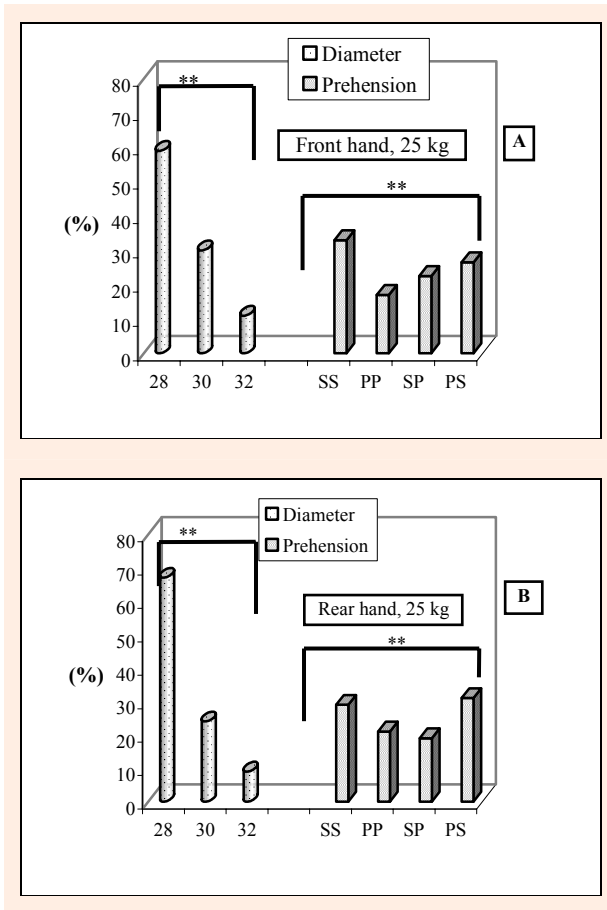 Diameter
Prehension
**
Front hand, 25 kg
A
**
(%)
80
70
60
50
40
30
20
10
0
28 30 32 SS PP SP PS
Diameter
Prehension
**
Rear hand, 25 kg
B
**
(%)
80
70
60
50
40
30
20
10
0
28 30 32 SS PP SP PS